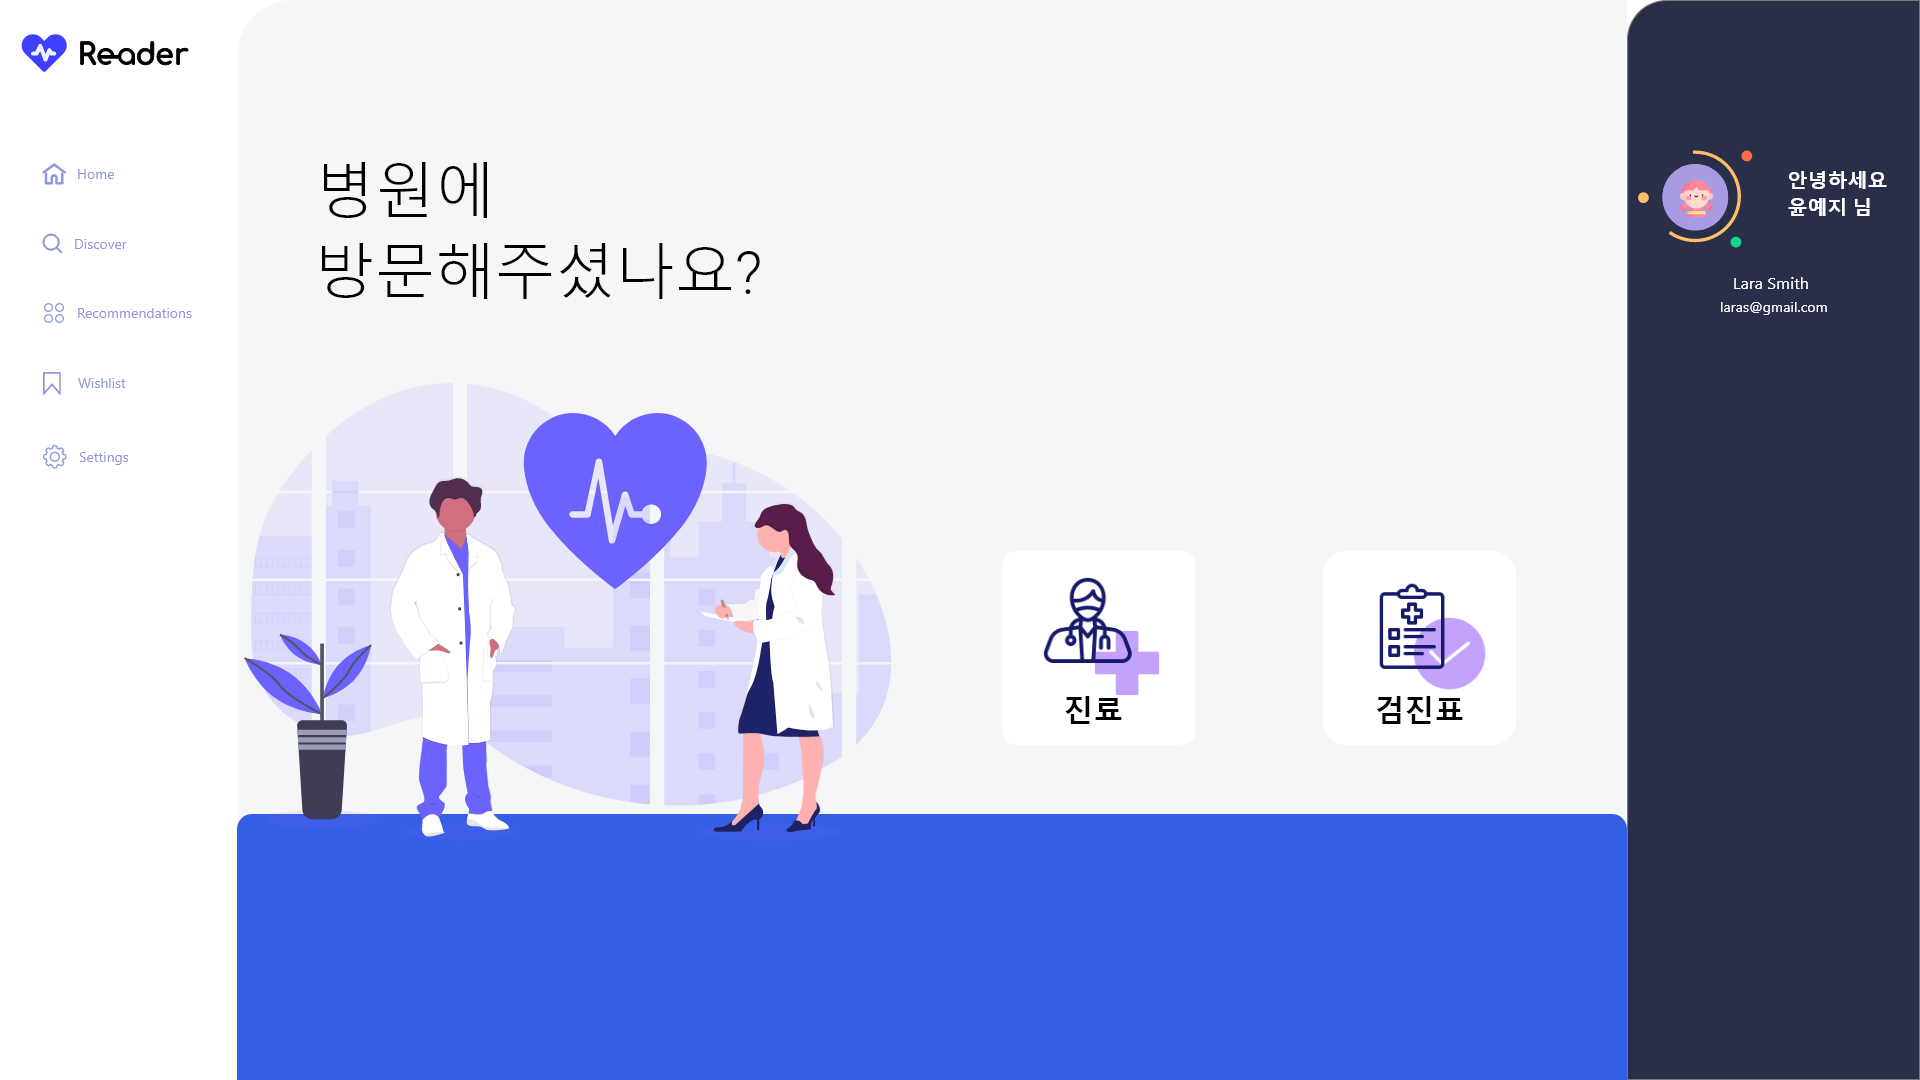 Reader
Home
Discover
Recommendations
Wishlist
Settings
병원에
방문해주셨나요?
진료
검진표
안녕하세요
윤예지 님
Lara Smith
laras@gmail.com